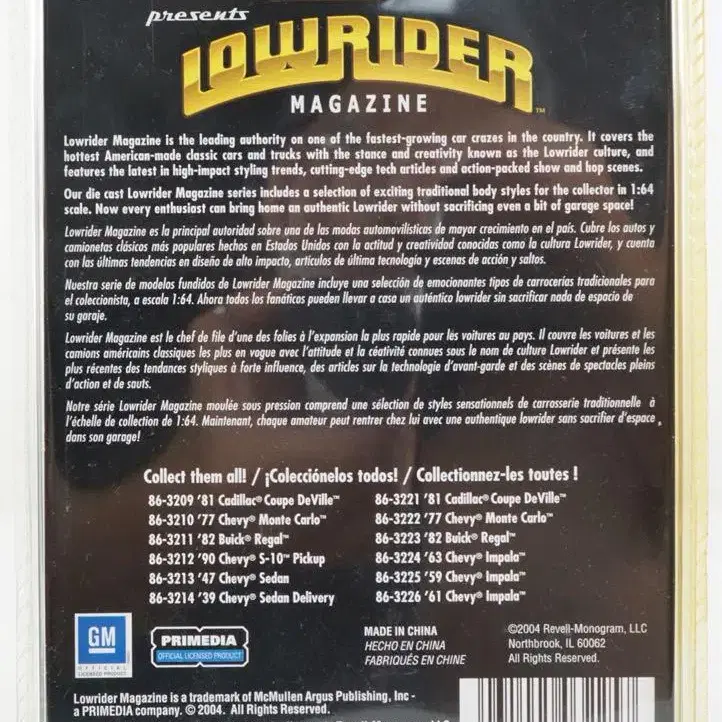 presents
LOWRIDER
MAGAZINE
Lowrider Magazine is the leading authority on one of the fastest-growing car crazes in the country. It covers the
hottest American-made classic cars and trucks with the stance and creativity known as the Lowrider culture, and
features the latest in high-impact styling trends, cutting-edge tech articles and action-packed show and hop scenes.
Our die cast Lowrider Magazine series includes a selection of exciting traditional body styles for the collector in 1:64
scale. Now every enthusiast can bring home an authentic Lowrider without sacrificing even a bit of garage space!
Lowrider Magazine es la principal autoridad sobre una de las modas automovilísticas de mayor crecimiento en el país. Cubre los autos y
camionetas clásicos más populares hechos en Estados Unidos con la actitud y creatividad conocidas como la cultura Lowrider, y cuenta
con las últimas tendencias en diseño de alto impacto, artículos de última tecnología y escenas de acción y saltos.
Nuestra serie de modelos fundidos de Lowrider Magazine incluye una selección de emocionantes tipos de carrocerías tradicionales para
el coleccionista, a escala 1:64. Ahora todos los fanáticos pueden llevar a casa un auténtico lowrider sin sacrificar nada de espacio de
su garaje.
Lowrider Magazine est le chef de file d'une des folies à l'expansion la plus rapide pour les voitures au pays. Il couvre les voitures et les
camions américains classiques les plus en vogue avec l'attitude et la céativité connues sous le nom de culture Lowrider et présente les
plus récentes des tendances styliques à forte influence, des articles sur la technologie d'avant-garde et des scènes de spectacles pleins
d'action et de sauts.
Notre série Lowrider Magazine moulée sous pression comprend une sélection de styles sensationnels de carrosserie traditionnelle à
l'échelle de collection de 1:64. Maintenant, chaque amateur peut rentrer chez lui avec une authentique lowrider sans sacrifier d'espace
dans son garage!
Collect them all! / ¡Colecciónelos todos! / Collectionnez-les toutes !
86-3209 '81 Cadillac® Coupe DeVille™
86-3210 '77 Chevy® Monte Carlo™
86-3211 '82 Buick® Regal™
86-3212 '90 Chevy® S-10™ Pickup
86-3213 '47 Chevy® Sedan
86-3214 '39 Chevy® Sedan Delivery
86-3221 '81 Cadillac® Coupe DeVille™
86-3222 '77 Chevy® Monte Carlo™
86-3223 '82 Buick® Regal™
86-3224 '63 Chevy® Impala™
86-3225 '59 Chevy® Impala™
86-3226 '61 Chevy® Impala™
GM
OFFICIAL
LICENSED PRODUCT
PRIMEDIA
OFFICIAL LICENSED PRODUCT
MADE IN CHINA
HECHO EN CHINA
FABRIQUÉS EN CHINE
©2004 Revell-Monogram, LLC
Northbrook, IL 60062
All Rights Reserved.
Lowrider Magazine is a trademark of McMullen Argus Publishing, Inc -
a PRIMEDIA company. © 2004. All Rights Reserved.